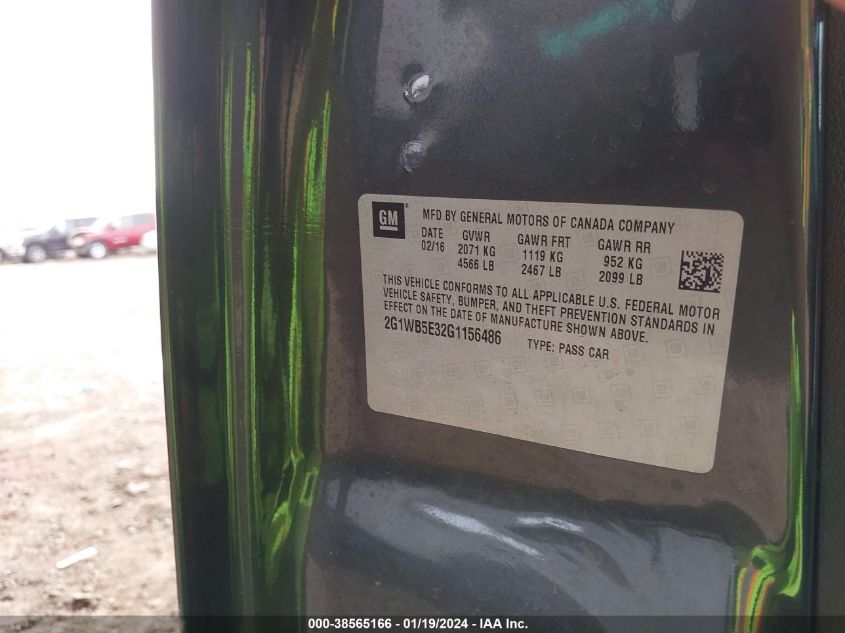 GM
MFD BY GENERAL MOTORS OF CANADA COMPANY
DATE GVWR GAWR FRT GAWR RR
02/16 2071 KG 1119 KG 952 KG
4566 LB 2467 LB 2099 LB
THIS VEHICLE CONFORMS TO ALL APPLICABLE U.S. FEDERAL MOTOR
VEHICLE SAFETY, BUMPER, AND THEFT PREVENTION STANDARDS IN
EFFECT ON THE DATE OF MANUFACTURE SHOWN ABOVE.
2G1WB5E32G1156486 TYPE: PASS CAR
000-38565166 - 01/19/2024 - IAA Inc.